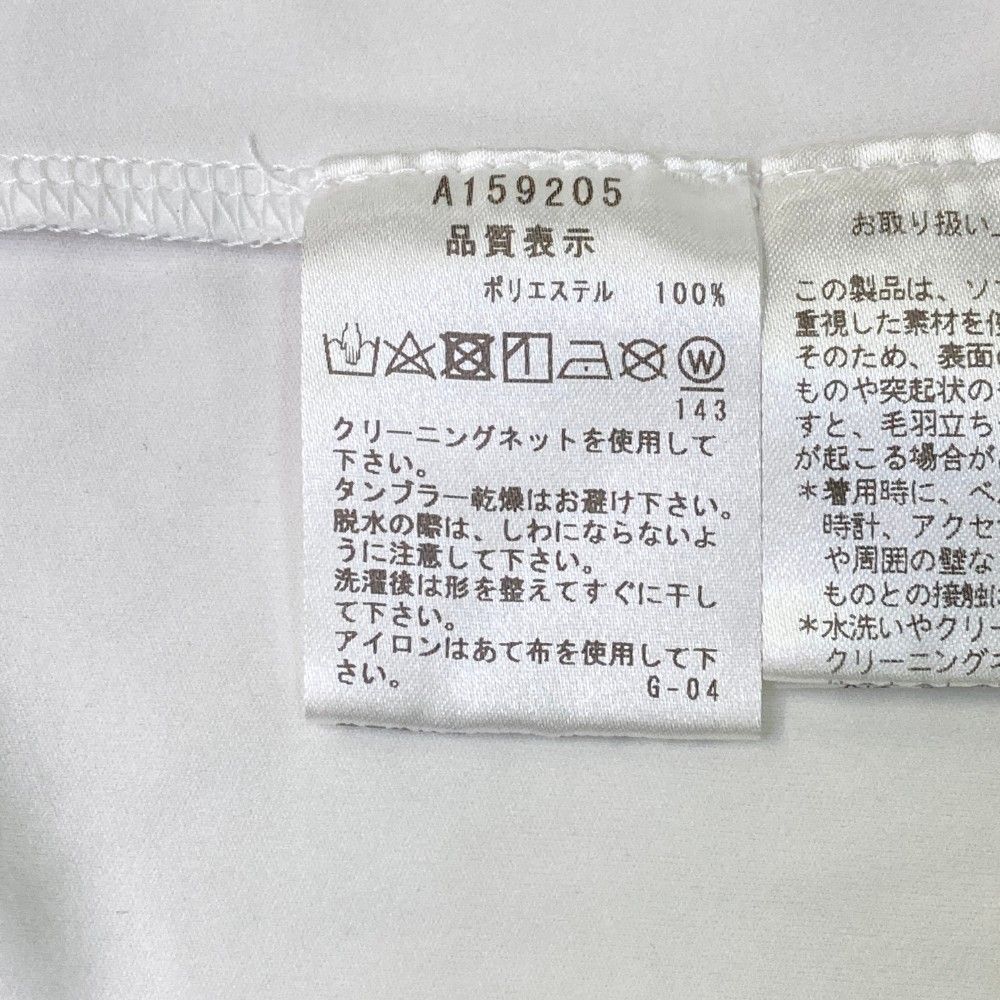 A159205
品質表示
ポリエステル 100%
W
143
クリーニングネットを使用して
下さい。
タンブラー乾燥はお避け下さい。
脱水の際は、しわにならないよ
うに注意して下さい。
洗濯後は形を整えてすぐに干し
て下さい。
アイロンはあて布を使用して下
さい。
G-04
お取り扱い上
この製品は、ソ
重視した素材を使
そのため、表面
ものや突起状の
すと、毛羽立ち
が起こる場合が
*着用時に、ベ
時計、アクセ
や周囲の壁な
ものとの接触は
*水洗いやクリー
クリーニングネ